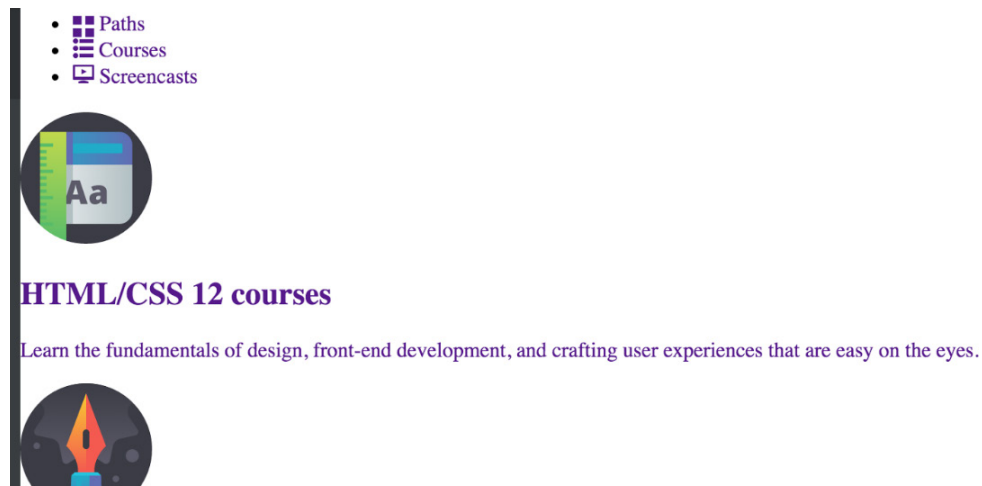 Paths
Courses
Screencasts
Aa
HTML/CSS 12 courses
Learn the fundamentals of design, front-end development, and crafting user experiences that are easy on the eyes.